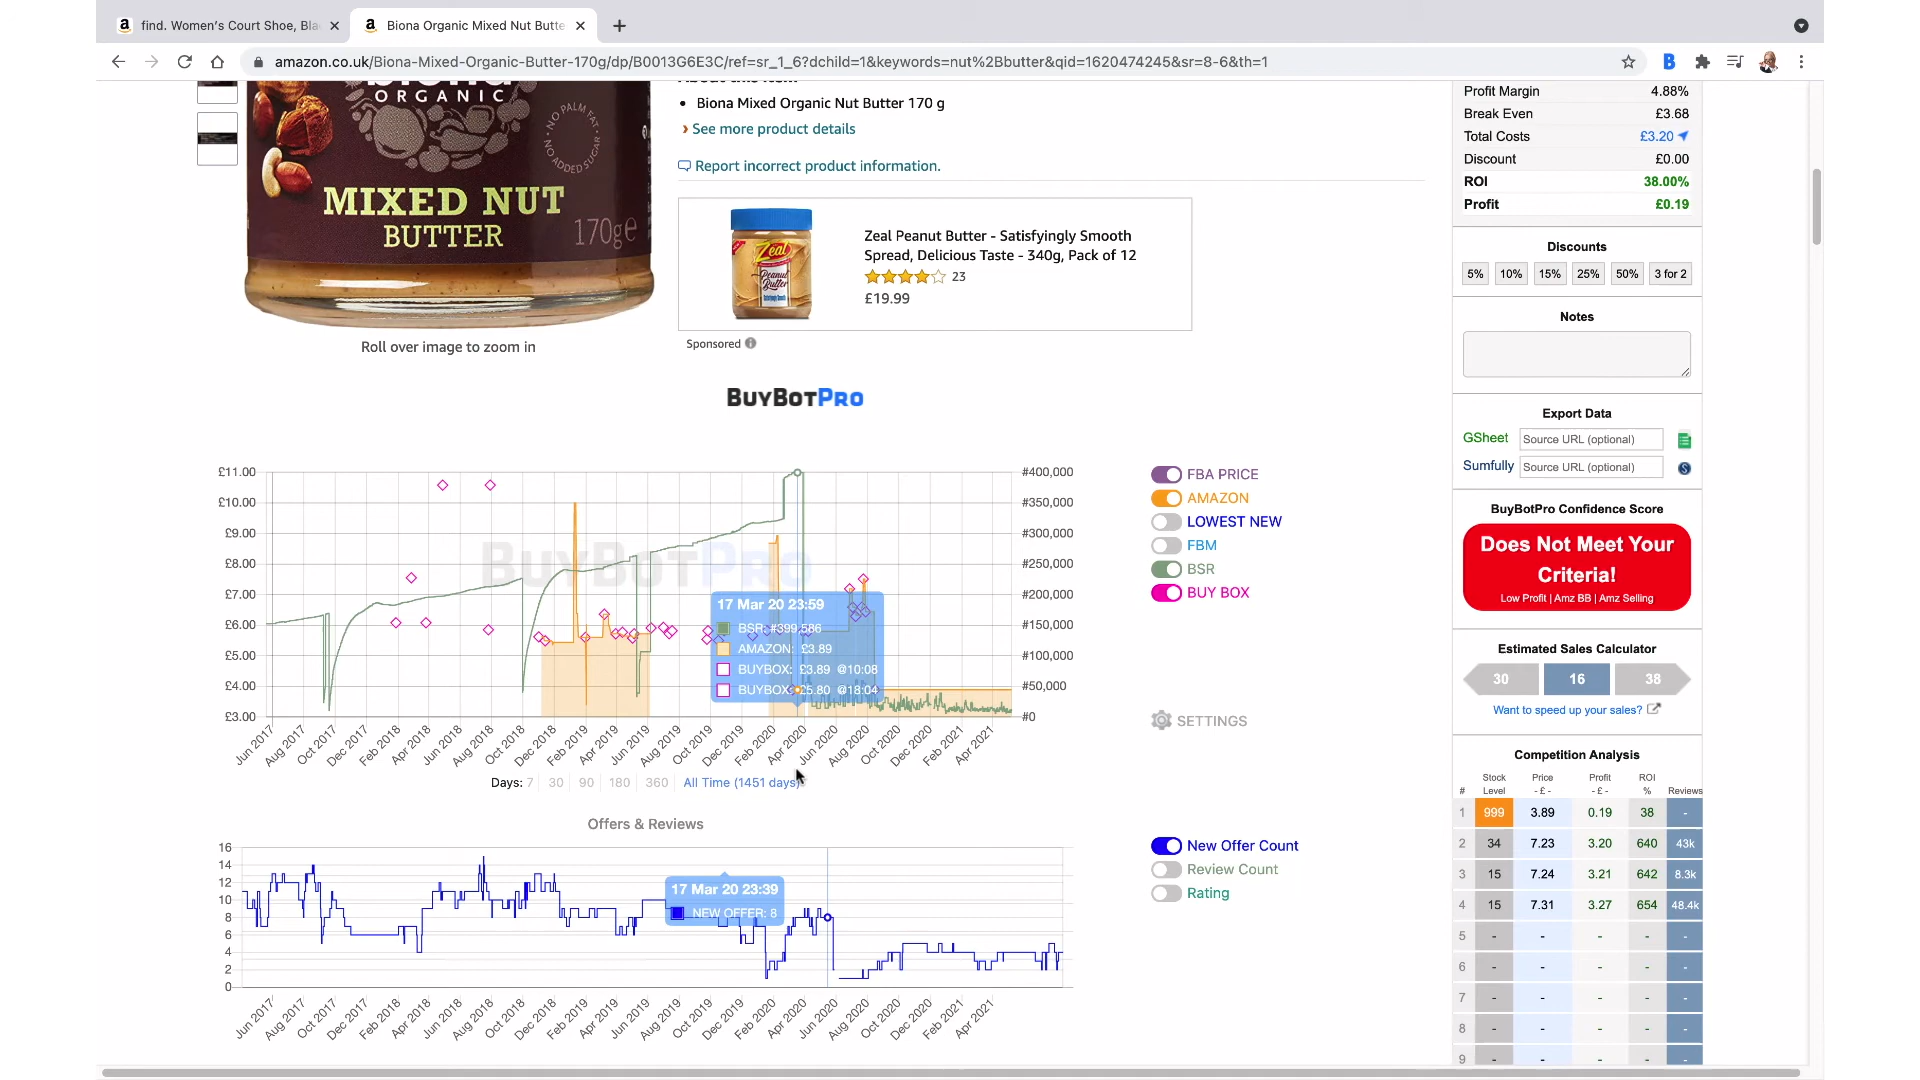 find. Women's Court Shoe, Bla
Biona Organic Mixed Nut Butte
amazon.co.uk/Biona-Mixed-Organic-Butter-170g/dp/B0013G6E3C/ref=sr_1_6?dchild=1&keywords=nut%2Bbutter&qid=1620474245&sr=8-6&th=1
ORGANIC
NO PALM FAT
NO ADDED SUGAR
MIXED NUT
BUTTER
170g e
Roll over image to zoom in
Biona Mixed Organic Nut Butter 170 g
› See more product details
Report incorrect product information.
Zeal
Peanut
Butter
Zeal Peanut Butter - Satisfyingly Smooth
Spread, Delicious Taste - 340g, Pack of 12
23
£19.99
Sponsored
BUYBOTPRO
£11.00
£10.00
£9.00
£8.00
£7.00
£6.00
£5.00
£4.00
£3.00
#400,000
#350,000
#300,000
#250,000
#200,000
#150,000
#100,000
#50,000
#0
BUYBOTPRO
17 Mar 20 23:59
BSR: #399,586
AMAZON: £3.89
BUYBOX: £3.89 @10:08
BUYBOX: £5.80 @18:04
Jun 2017 Aug 2017 Oct 2017 Dec 2017 Feb 2018 Apr 2018 Jun 2018 Aug 2018 Oct 2018 Dec 2018 Feb 2019 Apr 2019 Jun 2019 Aug 2019 Oct 2019 Dec 2019 Feb 2020 Apr 2020 Jun 2020 Aug 2020 Oct 2020 Dec 2020 Feb 2021 Apr 2021
Days: 7 30 90 180 360 All Time (1451 days)
FBA PRICE
AMAZON
LOWEST NEW
FBM
BSR
BUY BOX
SETTINGS
Offers & Reviews
16
14
12
10
8
6
4
2
0
17 Mar 20 23:39
NEW OFFER: 8
Jun 2017 Aug 2017 Oct 2017 Dec 2017 Feb 2018 Apr 2018 Jun 2018 Aug 2018 Oct 2018 Dec 2018 Feb 2019 Apr 2019 Jun 2019 Aug 2019 Oct 2019 Dec 2019 Feb 2020 Apr 2020 Jun 2020 Aug 2020 Oct 2020 Dec 2020 Feb 2021 Apr 2021
New Offer Count
Review Count
Rating
Profit Margin 4.88%
Break Even £3.68
Total Costs £3.20
Discount £0.00
ROI 38.00%
Profit £0.19
Discounts
5% 10% 15% 25% 50% 3 for 2
Notes
Export Data
GSheet Source URL (optional)
Sumfully Source URL (optional)
BuyBotPro Confidence Score
Does Not Meet Your
Criteria!
Low Profit | Amz BB | Amz Selling
Estimated Sales Calculator
30 16 38
Want to speed up your sales?
Competition Analysis
Stock Price Profit ROI
# Level - £ - - £ - % Reviews
1 999 3.89 0.19 38 -
2 34 7.23 3.20 640 43k
3 15 7.24 3.21 642 8.3k
4 15 7.31 3.27 654 48.4k
5 - - - - -
6 - - - - -
7 - - - - -
8 - - - - -
9 - - - - -